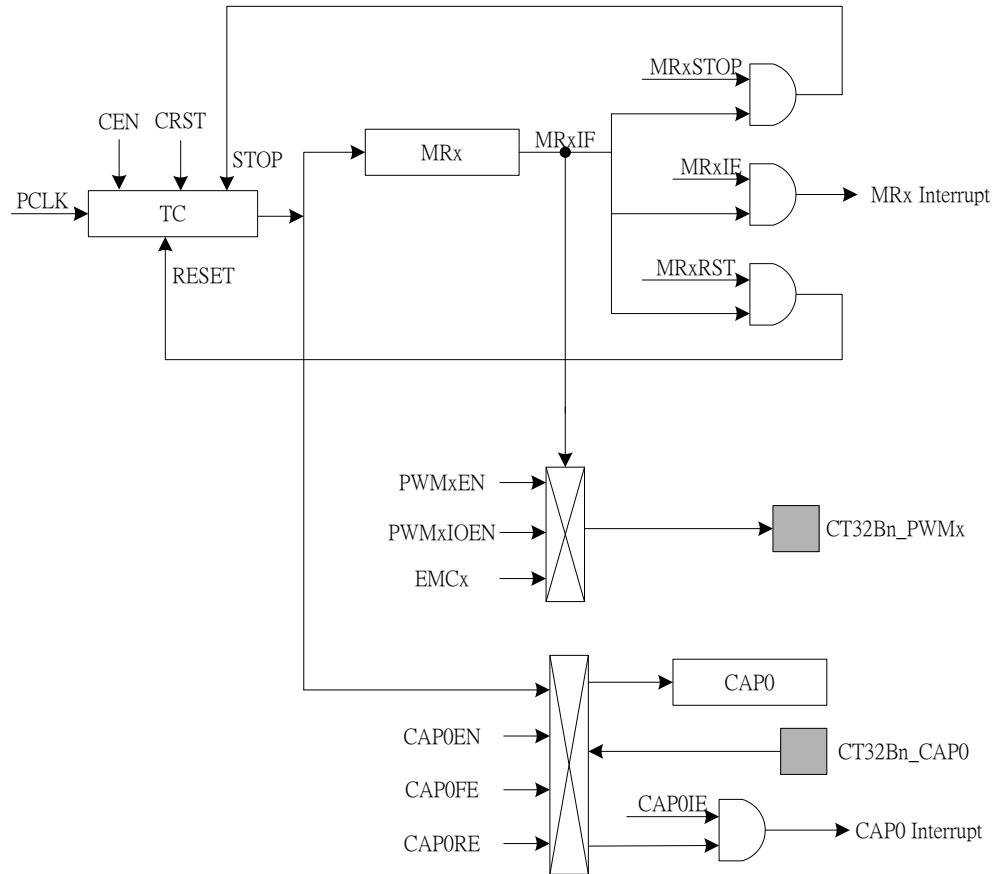 MRxSTOP
CEN
CRST
STOP
MRx
MRxIF
MRxIE
MRx Interrupt
PCLK
TC
RESET
MRxRST
PWMxEN
PWMxIOEN
CT32Bn_PWMx
EMCx
CAP0
CAP0EN
CT32Bn_CAP0
CAP0FE
CAP0IE
CAP0RE
CAP0 Interrupt